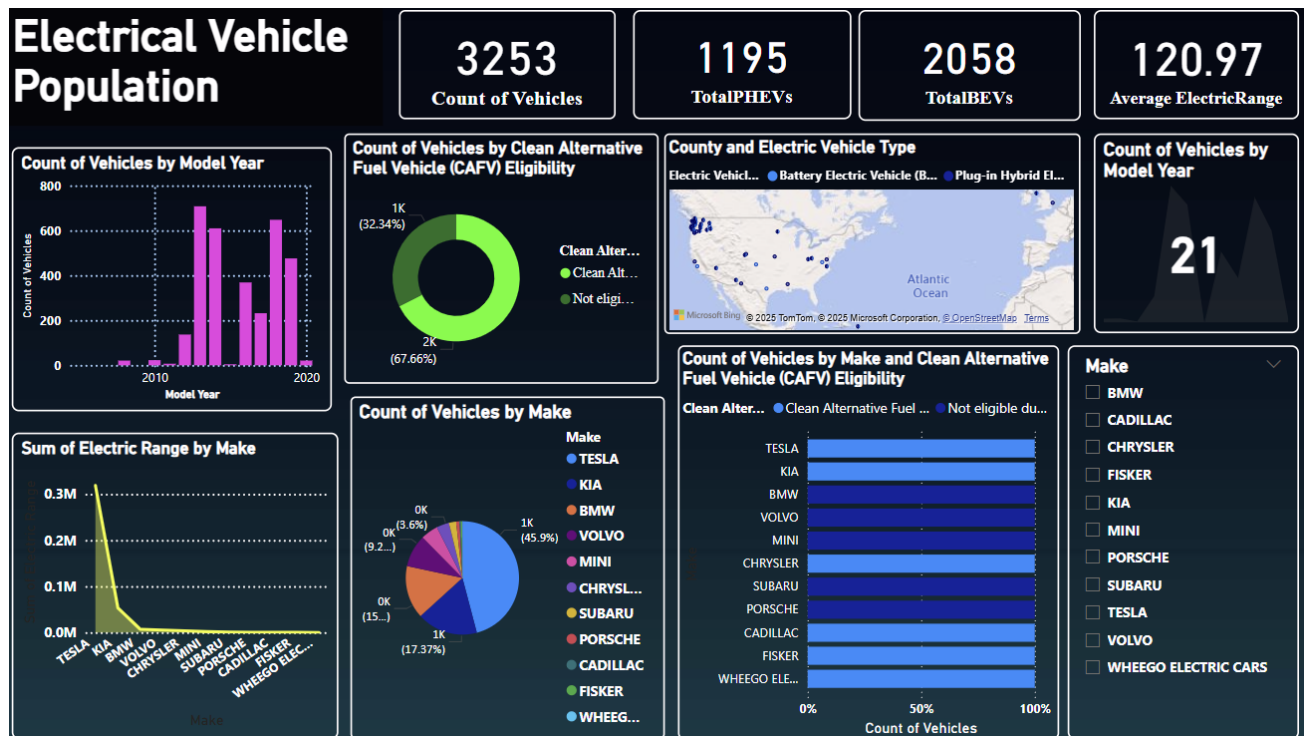 Electrical Vehicle
Population
3253
Count of Vehicles
1195
TotalPHEVs
2058
TotalBEVs
120.97
Average ElectricRange
Count of Vehicles by Model Year
800
600
400
200
0
Count of Vehicles
2010
2020
Model Year
Count of Vehicles by Clean Alternative
Fuel Vehicle (CAFV) Eligibility
1K
(32.34%)
2K
(67.66%)
Clean Alter...
Clean Alt...
Not eligi...
County and Electric Vehicle Type
Electric Vehicl... Battery Electric Vehicle (B... Plug-in Hybrid El...
Atlantic
Ocean
Microsoft Bing © 2025 TomTom, © 2025 Microsoft Corporation, © OpenStreetMap Terms
Count of Vehicles by
Model Year
21
Sum of Electric Range by Make
0.3M
0.2M
0.1M
0.0M
TESLA
KIA
BMW
VOLVO
CHRYSLER
MINI
SUBARU
PORSCHE
CADILLAC
FISKER
WHEEGO ELEC...
Make
Count of Vehicles by Make
0K
(3.6%)
0K
(9.2...)
0K
(15...)
1K
(17.37%)
1K
(45.9%)
Make
TESLA
KIA
BMW
VOLVO
MINI
CHRYSL...
SUBARU
PORSCHE
CADILLAC
FISKER
WHEEG...
Count of Vehicles by Make and Clean Alternative
Fuel Vehicle (CAFV) Eligibility
Clean Alter... Clean Alternative Fuel ... Not eligible du...
TESLA
KIA
BMW
VOLVO
MINI
CHRYSLER
SUBARU
PORSCHE
CADILLAC
FISKER
WHEEGO ELE...
0%
50%
100%
Count of Vehicles
Make
BMW
CADILLAC
CHRYSLER
FISKER
KIA
MINI
PORSCHE
SUBARU
TESLA
VOLVO
WHEEGO ELECTRIC CARS